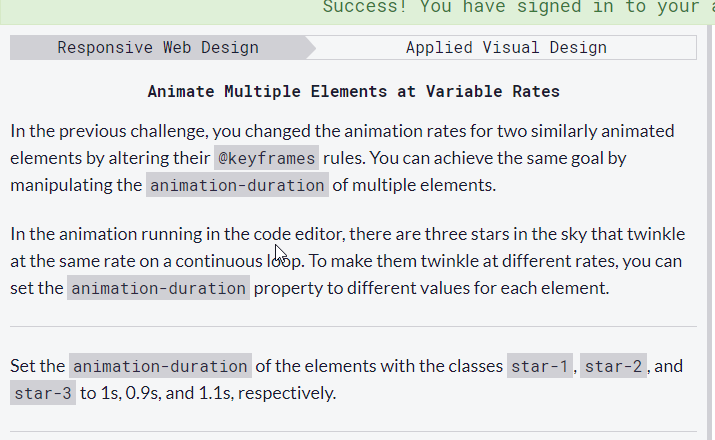 Success! You have signed in to your a
Responsive Web Design Applied Visual Design
Animate Multiple Elements at Variable Rates
In the previous challenge, you changed the animation rates for two similarly animated
elements by altering their @keyframes rules. You can achieve the same goal by
manipulating the animation-duration of multiple elements.
In the animation running in the code editor, there are three stars in the sky that twinkle
at the same rate on a continuous loop. To make them twinkle at different rates, you can
set the animation-duration property to different values for each element.
Set the animation-duration of the elements with the classes star-1, star-2, and
star-3 to 1s, 0.9s, and 1.1s, respectively.